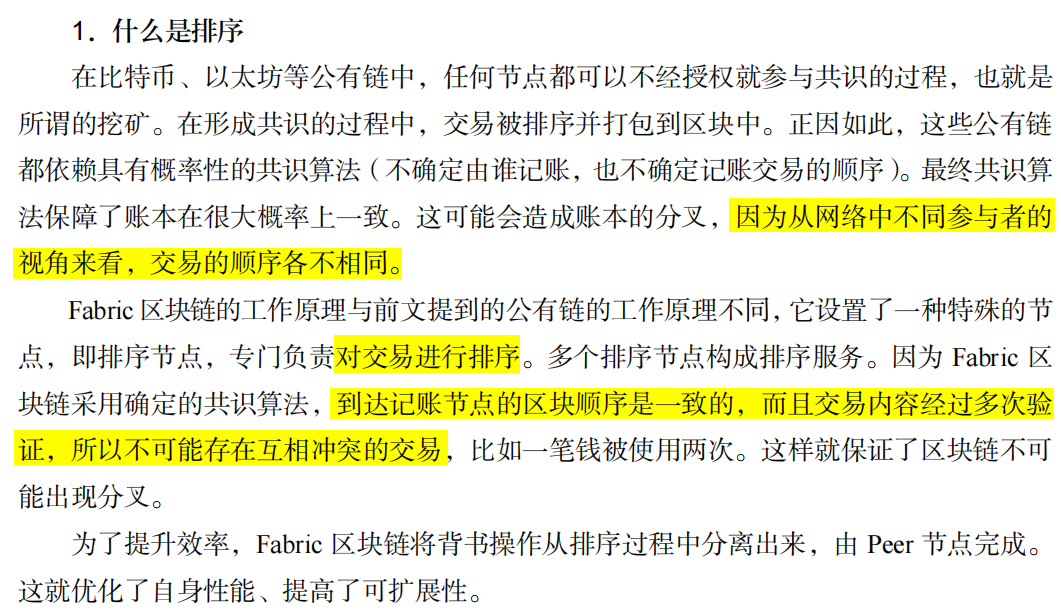 1．什么是排序
在比特币、以太坊等公有链中，任何节点都可以不经授权就参与共识的过程，也就是
所谓的挖矿。在形成共识的过程中，交易被排序并打包到区块中。正因如此，这些公有链
都依赖具有概率性的共识算法（不确定由谁记账，也不确定记账交易的顺序）。最终共识算
法保障了账本在很大概率上一致。这可能会造成账本的分叉，因为从网络中不同参与者的
视角来看，交易的顺序各不相同。
Fabric 区块链的工作原理与前文提到的公有链的工作原理不同，它设置了一种特殊的节
点，即排序节点，专门负责对交易进行排序。多个排序节点构成排序服务。因为 Fabric 区
块链采用确定的共识算法，到达记账节点的区块顺序是一致的，而且交易内容经过多次验
证，所以不可能存在互相冲突的交易，比如一笔钱被使用两次。这样就保证了区块链不可
能出现分叉。
为了提升效率，Fabric 区块链将背书操作从排序过程中分离出来，由 Peer 节点完成。
这就优化了自身性能、提高了可扩展性。